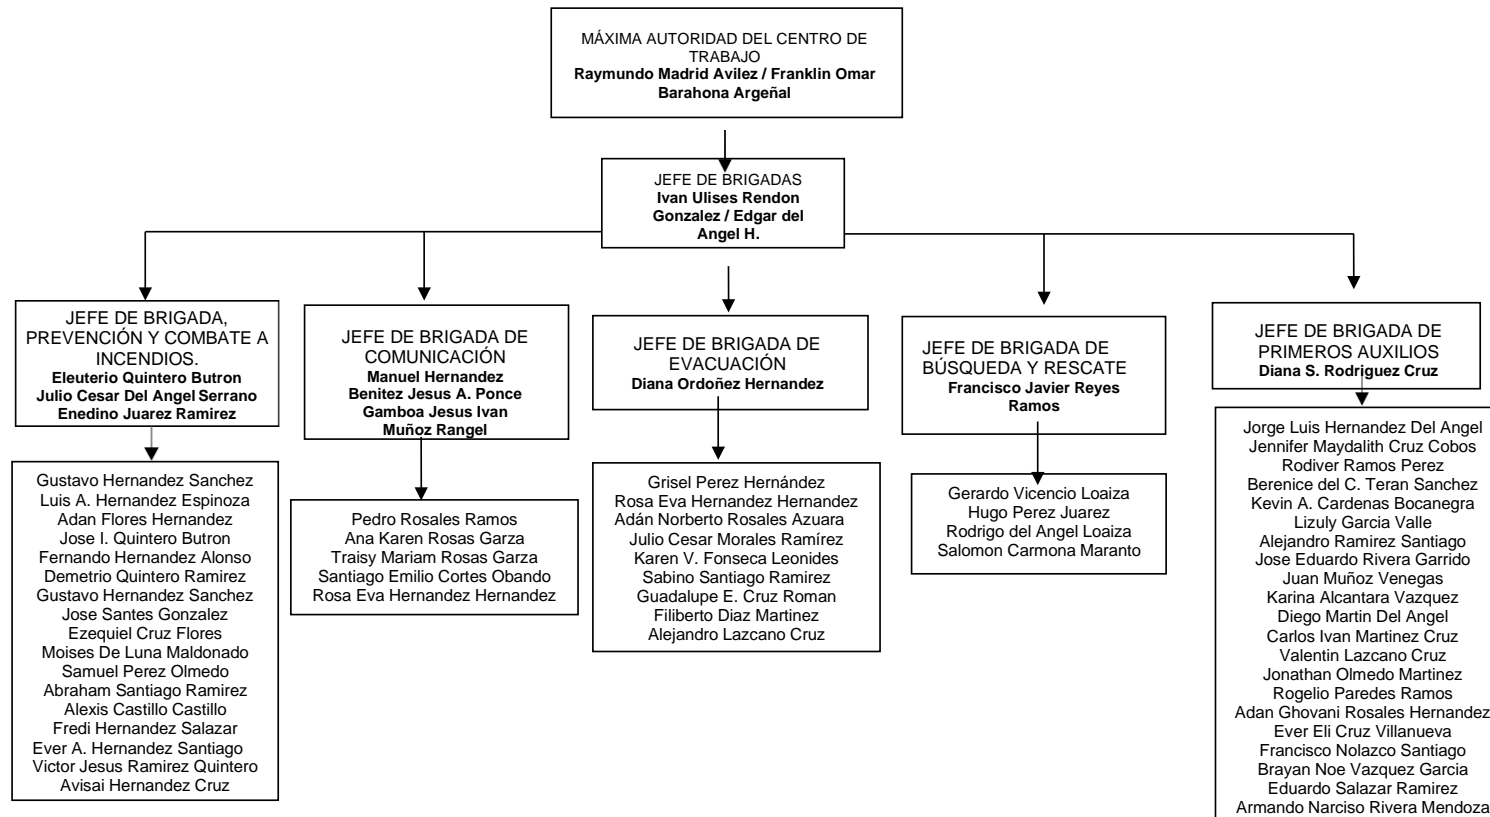 MÁXIMA AUTORIDAD DEL CENTRO DE
TRABAJO
Raymundo Madrid Avilez / Franklin Omar
Barahona Argeñal
JEFE DE BRIGADAS
Ivan Ulises Rendon
Gonzalez / Edgar del
Angel H.
JEFE DE BRIGADA,
PREVENCIÓN Y COMBATE A
INCENDIOS.
Eleuterio Quintero Butron
Julio Cesar Del Angel Serrano
Enedino Juarez Ramirez
Gustavo Hernandez Sanchez
Luis A. Hernandez Espinoza
Adan Flores Hernandez
Jose I. Quintero Butron
Fernando Hernandez Alonso
Demetrio Quintero Ramirez
Gustavo Hernandez Sanchez
Jose Santes Gonzalez
Ezequiel Cruz Flores
Moises De Luna Maldonado
Samuel Perez Olmedo
Abraham Santiago Ramirez
Alexis Castillo Castillo
Fredi Hernandez Salazar
Ever A. Hernandez Santiago
Victor Jesus Ramirez Quintero
Avisai Hernandez Cruz
JEFE DE BRIGADA DE
COMUNICACIÓN
Manuel Hernandez
Benitez Jesus A. Ponce
Gamboa Jesus Ivan
Muñoz Rangel
Pedro Rosales Ramos
Ana Karen Rosas Garza
Traisy Mariam Rosas Garza
Santiago Emilio Cortes Obando
Rosa Eva Hernandez Hernandez
JEFE DE BRIGADA DE
EVACUACIÓN
Diana Ordoñez Hernandez
Grisel Perez Hernández
Rosa Eva Hernandez Hernandez
Adán Norberto Rosales Azuara
Julio Cesar Morales Ramírez
Karen V. Fonseca Leonides
Sabino Santiago Ramirez
Guadalupe E. Cruz Roman
Filiberto Diaz Martinez
Alejandro Lazcano Cruz
JEFE DE BRIGADA DE
BÚSQUEDA Y RESCATE
Francisco Javier Reyes
Ramos
Gerardo Vicencio Loaiza
Hugo Perez Juarez
Rodrigo del Angel Loaiza
Salomon Carmona Maranto
JEFE DE BRIGADA DE
PRIMEROS AUXILIOS
Diana S. Rodriguez Cruz
Jorge Luis Hernandez Del Angel
Jennifer Maydalith Cruz Cobos
Rodiver Ramos Perez
Berenice del C. Teran Sanchez
Kevin A. Cardenas Bocanegra
Lizuly Garcia Valle
Alejandro Ramirez Santiago
Jose Eduardo Rivera Garrido
Juan Muñoz Venegas
Karina Alcantara Vazquez
Diego Martin Del Angel
Carlos Ivan Martinez Cruz
Valentin Lazcano Cruz
Jonathan Olmedo Martinez
Rogelio Paredes Ramos
Adan Ghovani Rosales Hernandez
Ever Eli Cruz Villanueva
Francisco Nolazco Santiago
Brayan Noe Vazquez Garcia
Eduardo Salazar Ramirez
Armando Narciso Rivera Mendoza